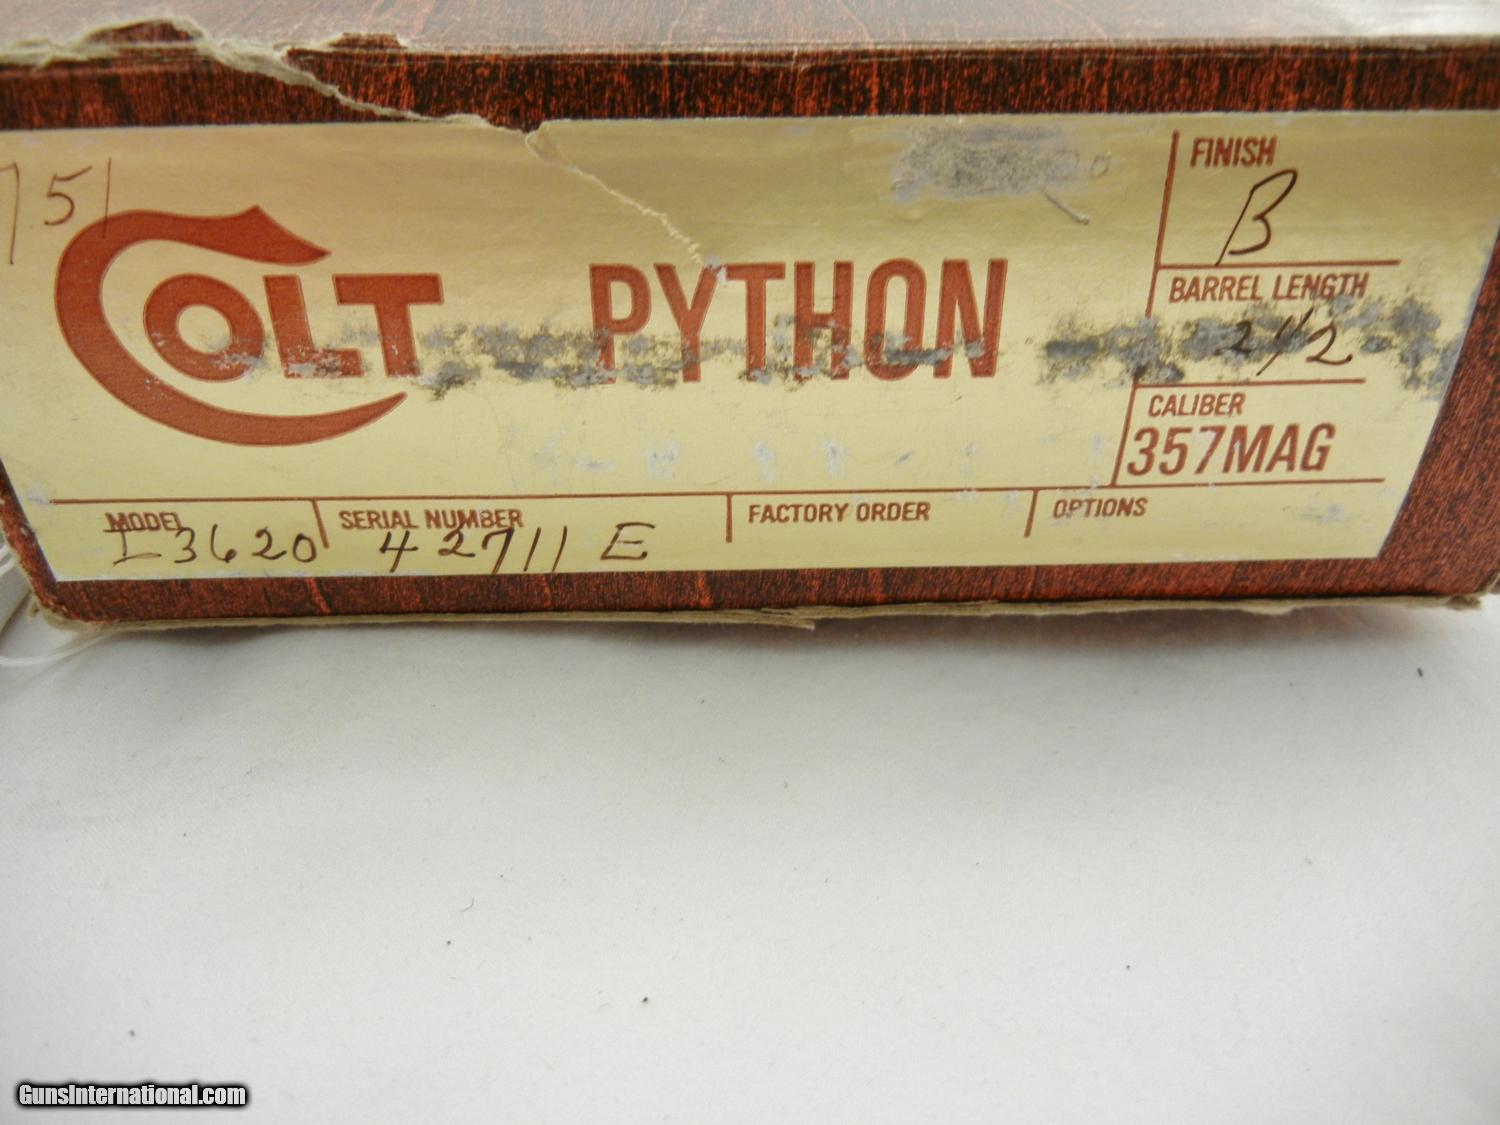 751
COLT PYTHON
FINISH
B
BARREL LENGTH
2 1/2
CALIBER
357MAG
MODEL
I3620
SERIAL NUMBER
42711 E
FACTORY ORDER
OPTIONS
GunsInternational.com